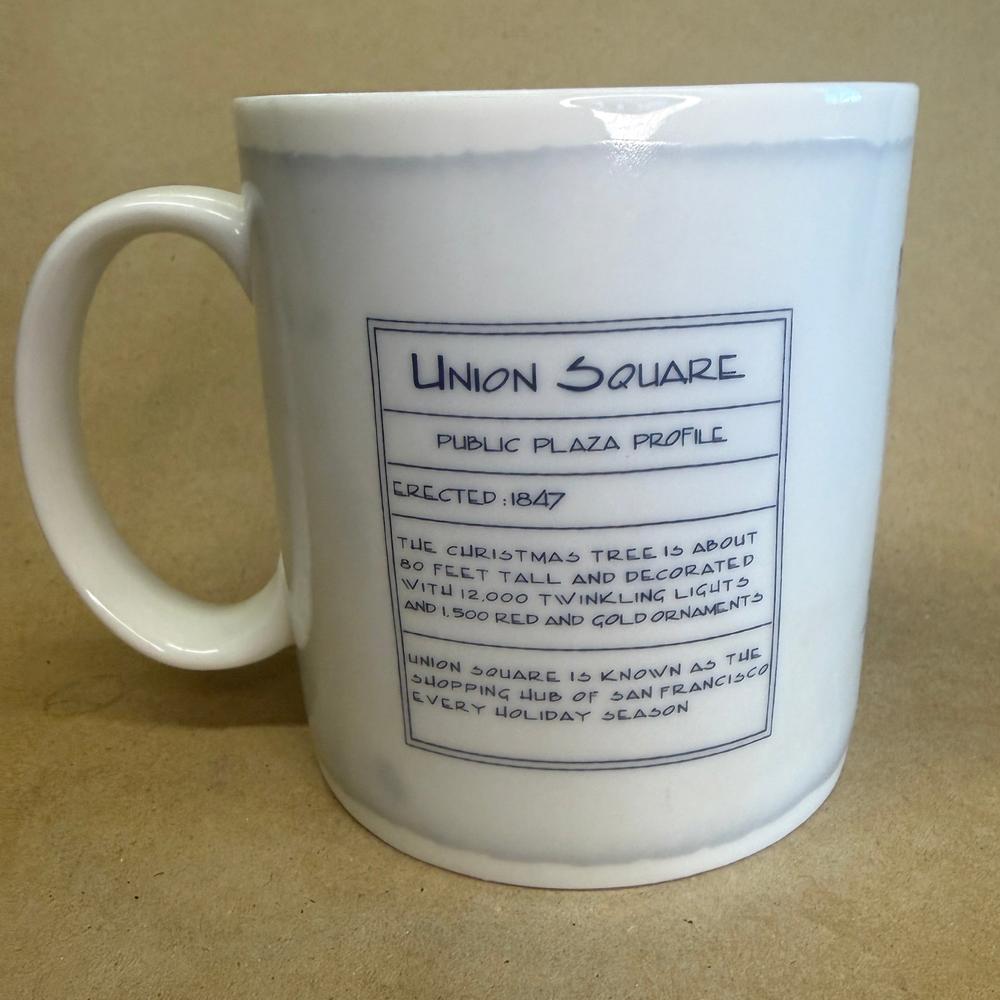 UNION SQUARE
PUBLIC PLAZA PROFILE
ERECTED:1847
THE CHRISTMAS TREE IS ABOUT
80 FEET TALL AND DECORATED
WITH 12,000 TWINKLING LIGHTS
AND 1,500 RED AND GOLD ORNAMENTS
UNION SQUARE IS KNOWN AS THE
SHOPPING HUB OF SAN FRANCISCO
EVERY HOLIDAY SEASON